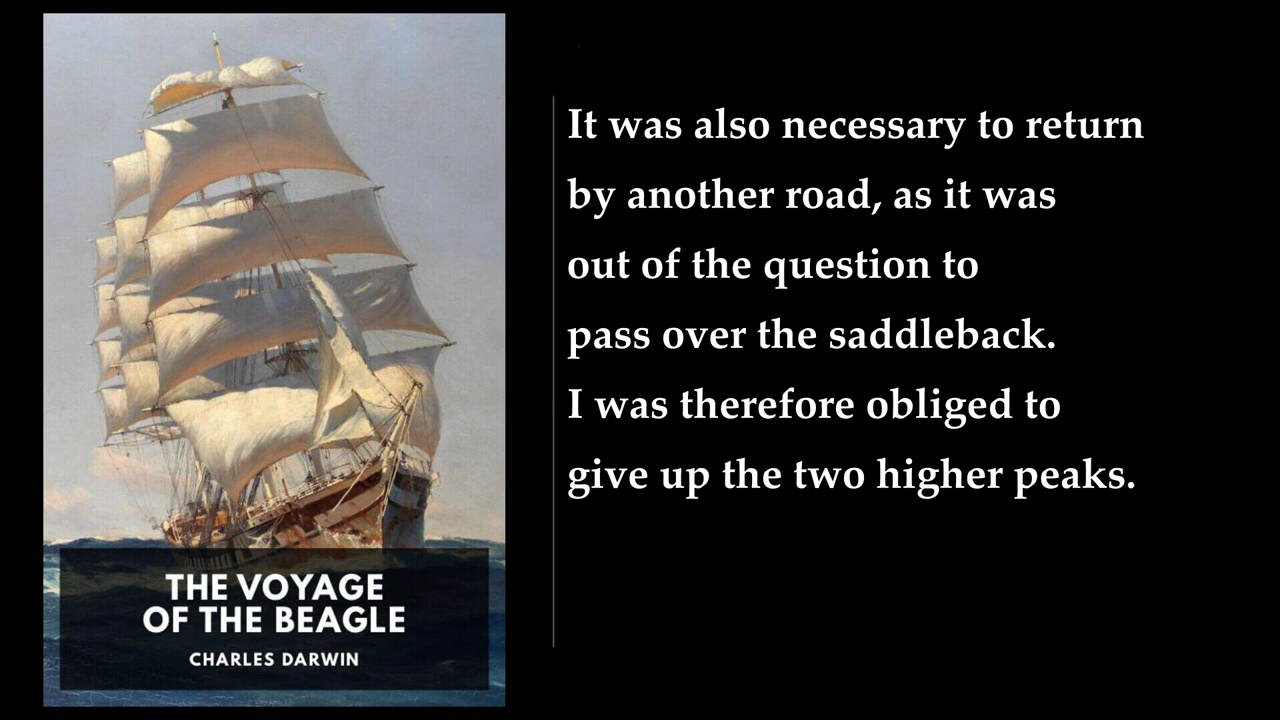 THE VOYAGE
OF THE BEAGLE
CHARLES DARWIN
It was also necessary to return
by another road, as it was
out of the question to
pass over the saddleback.
I was therefore obliged to
give up the two higher peaks.